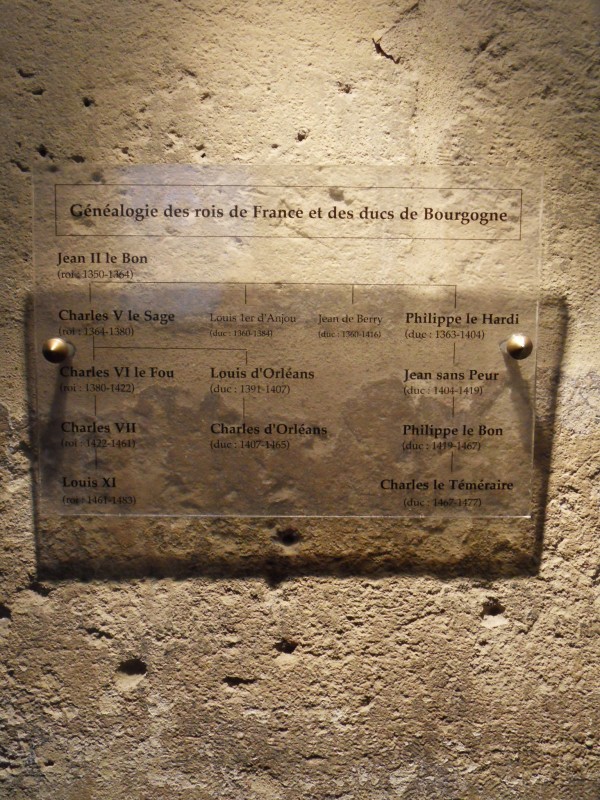 Généalogie des rois de France et des ducs de Bourgogne
Jean II le Bon
(roi : 1350-1364)
Charles V le Sage
(roi : 1364-1380)
Louis 1er d'Anjou
(duc : 1360-1384)
Jean de Berry
(duc : 1360-1416)
Philippe le Hardi
(duc : 1363-1404)
Charles VI le Fou
(roi : 1380-1422)
Louis d'Orléans
(duc : 1391-1407)
Jean sans Peur
(duc : 1404-1419)
Charles VII
(roi : 1422-1461)
Charles d'Orléans
(duc : 1407-1465)
Philippe le Bon
(duc : 1419-1467)
Louis XI
(roi : 1461-1483)
Charles le Téméraire
(duc : 1467-1477)